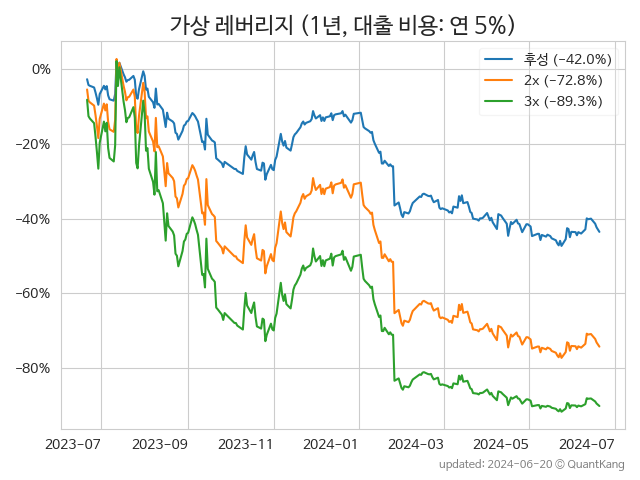 가상 레버리지 (1년, 대출 비용: 연 5%)
후성 (−42.0%)
2x (−72.8%)
3x (−89.3%)
0%
−20%
−40%
−60%
−80%
2023−07 2023−09 2023−11 2024−01 2024−03 2024−05 2024−07
updated: 2024−06−20 © QuantKang